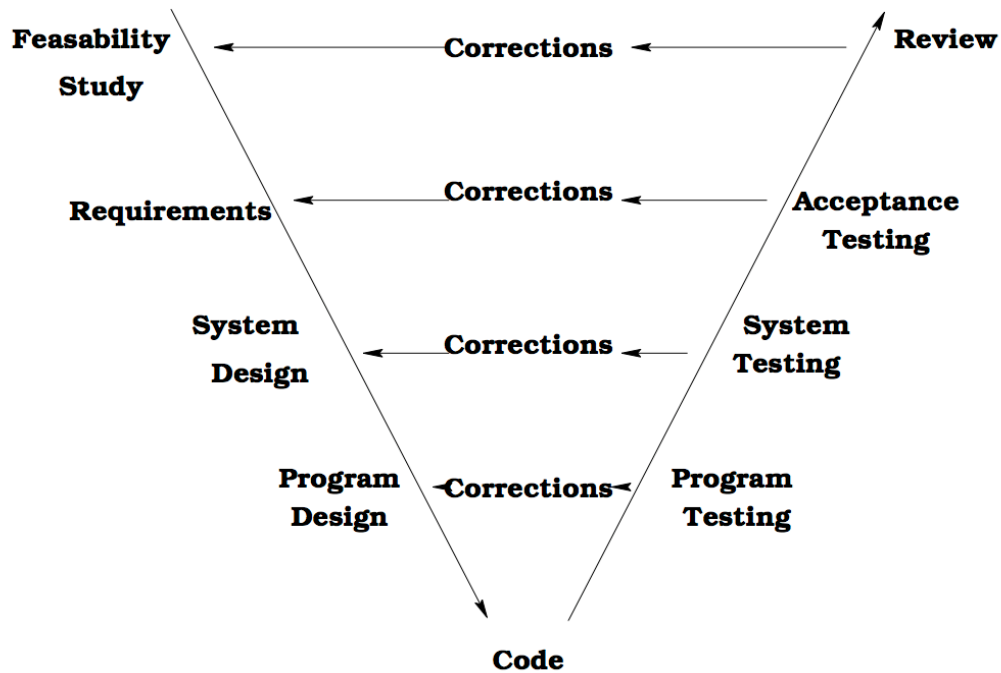 Feasability
Study
Corrections
Review
Requirements
Corrections
Acceptance
Testing
System
Design
Corrections
System
Testing
Program
Design
Corrections
Program
Testing
Code